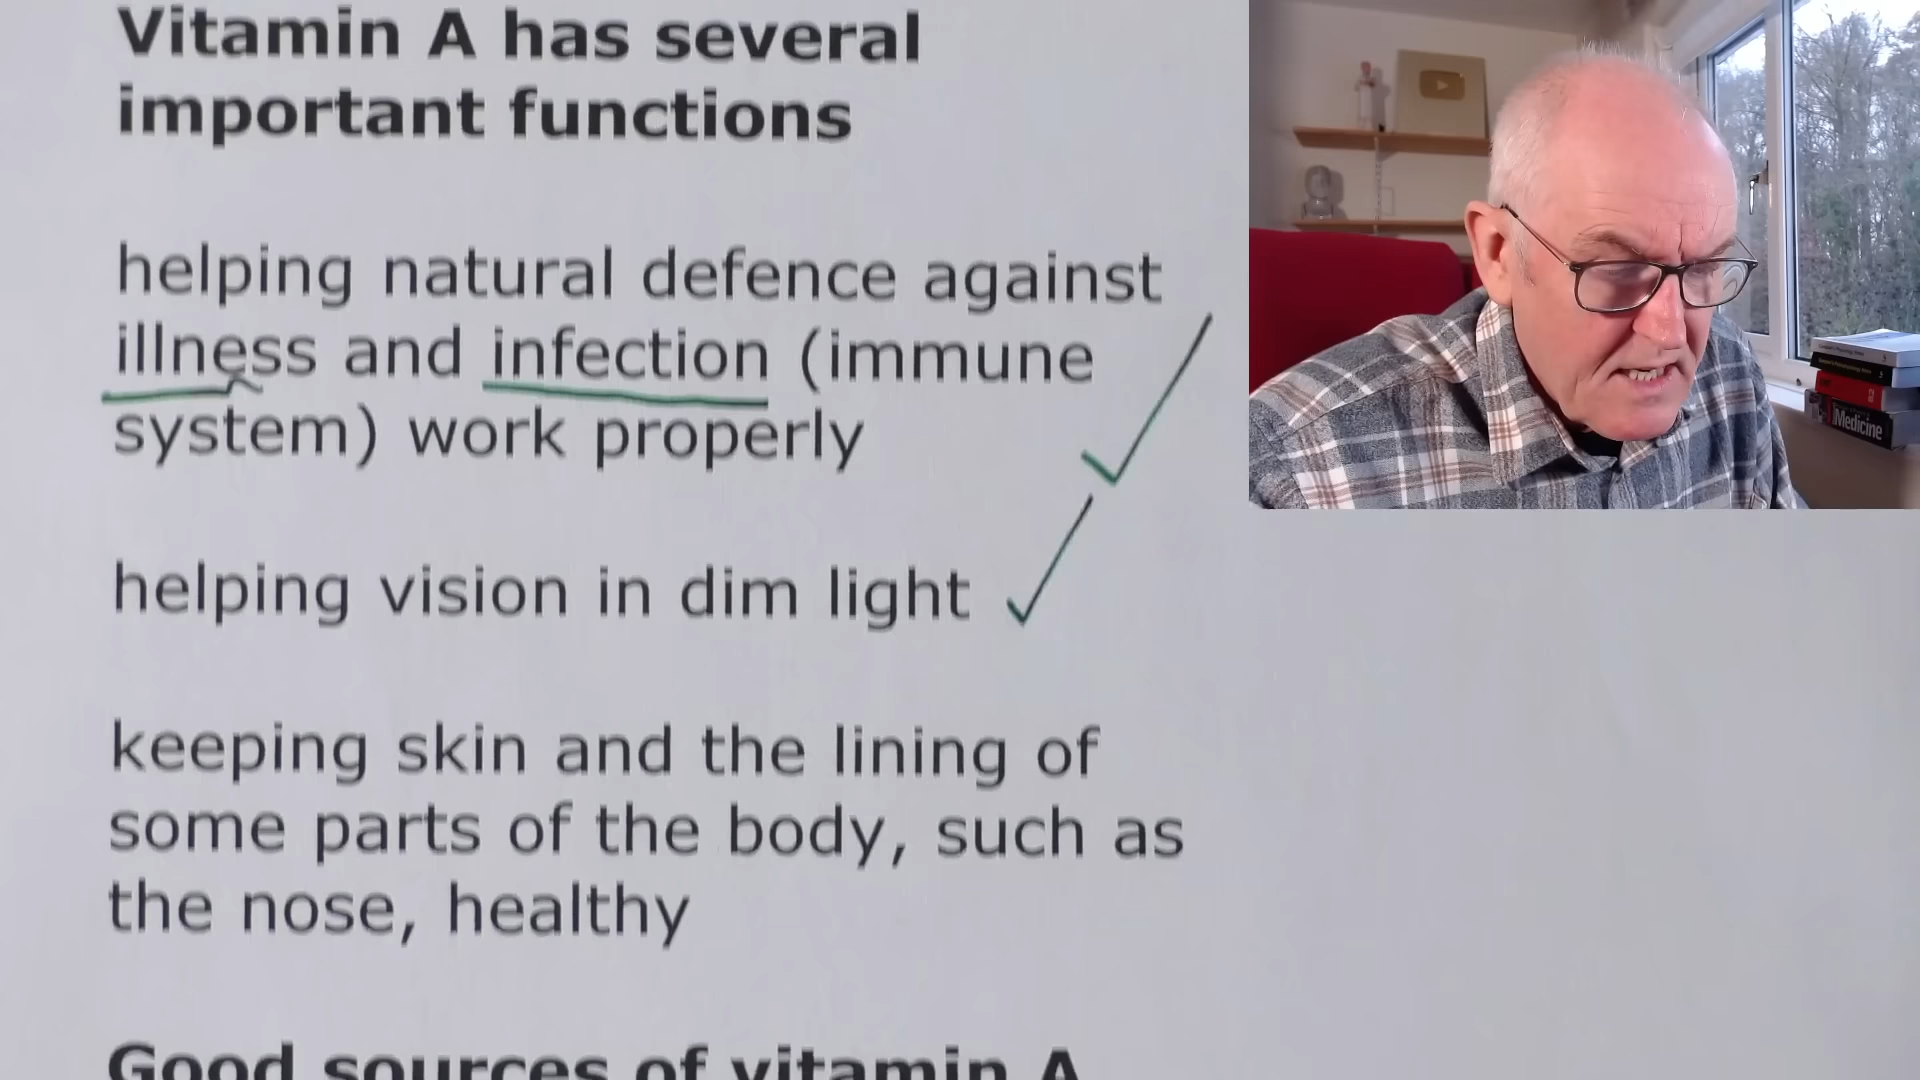 Vitamin A has several
important functions
helping natural defence against
illness and infection (immune
system) work properly
helping vision in dim light
keeping skin and the lining of
some parts of the body, such as
the nose, healthy
Good sources of vitamin A
Medicine